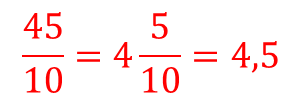 45/10 = 4 5/10 = 4,5